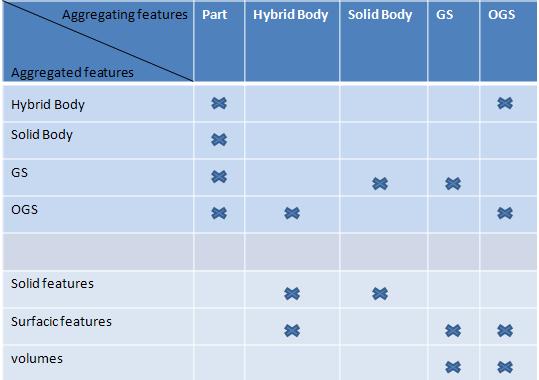 Aggregating features Part Hybrid Body Solid Body GS OGS
Aggregated features
Hybrid Body
Solid Body
GS
OGS
Solid features
Surfacic features
volumes